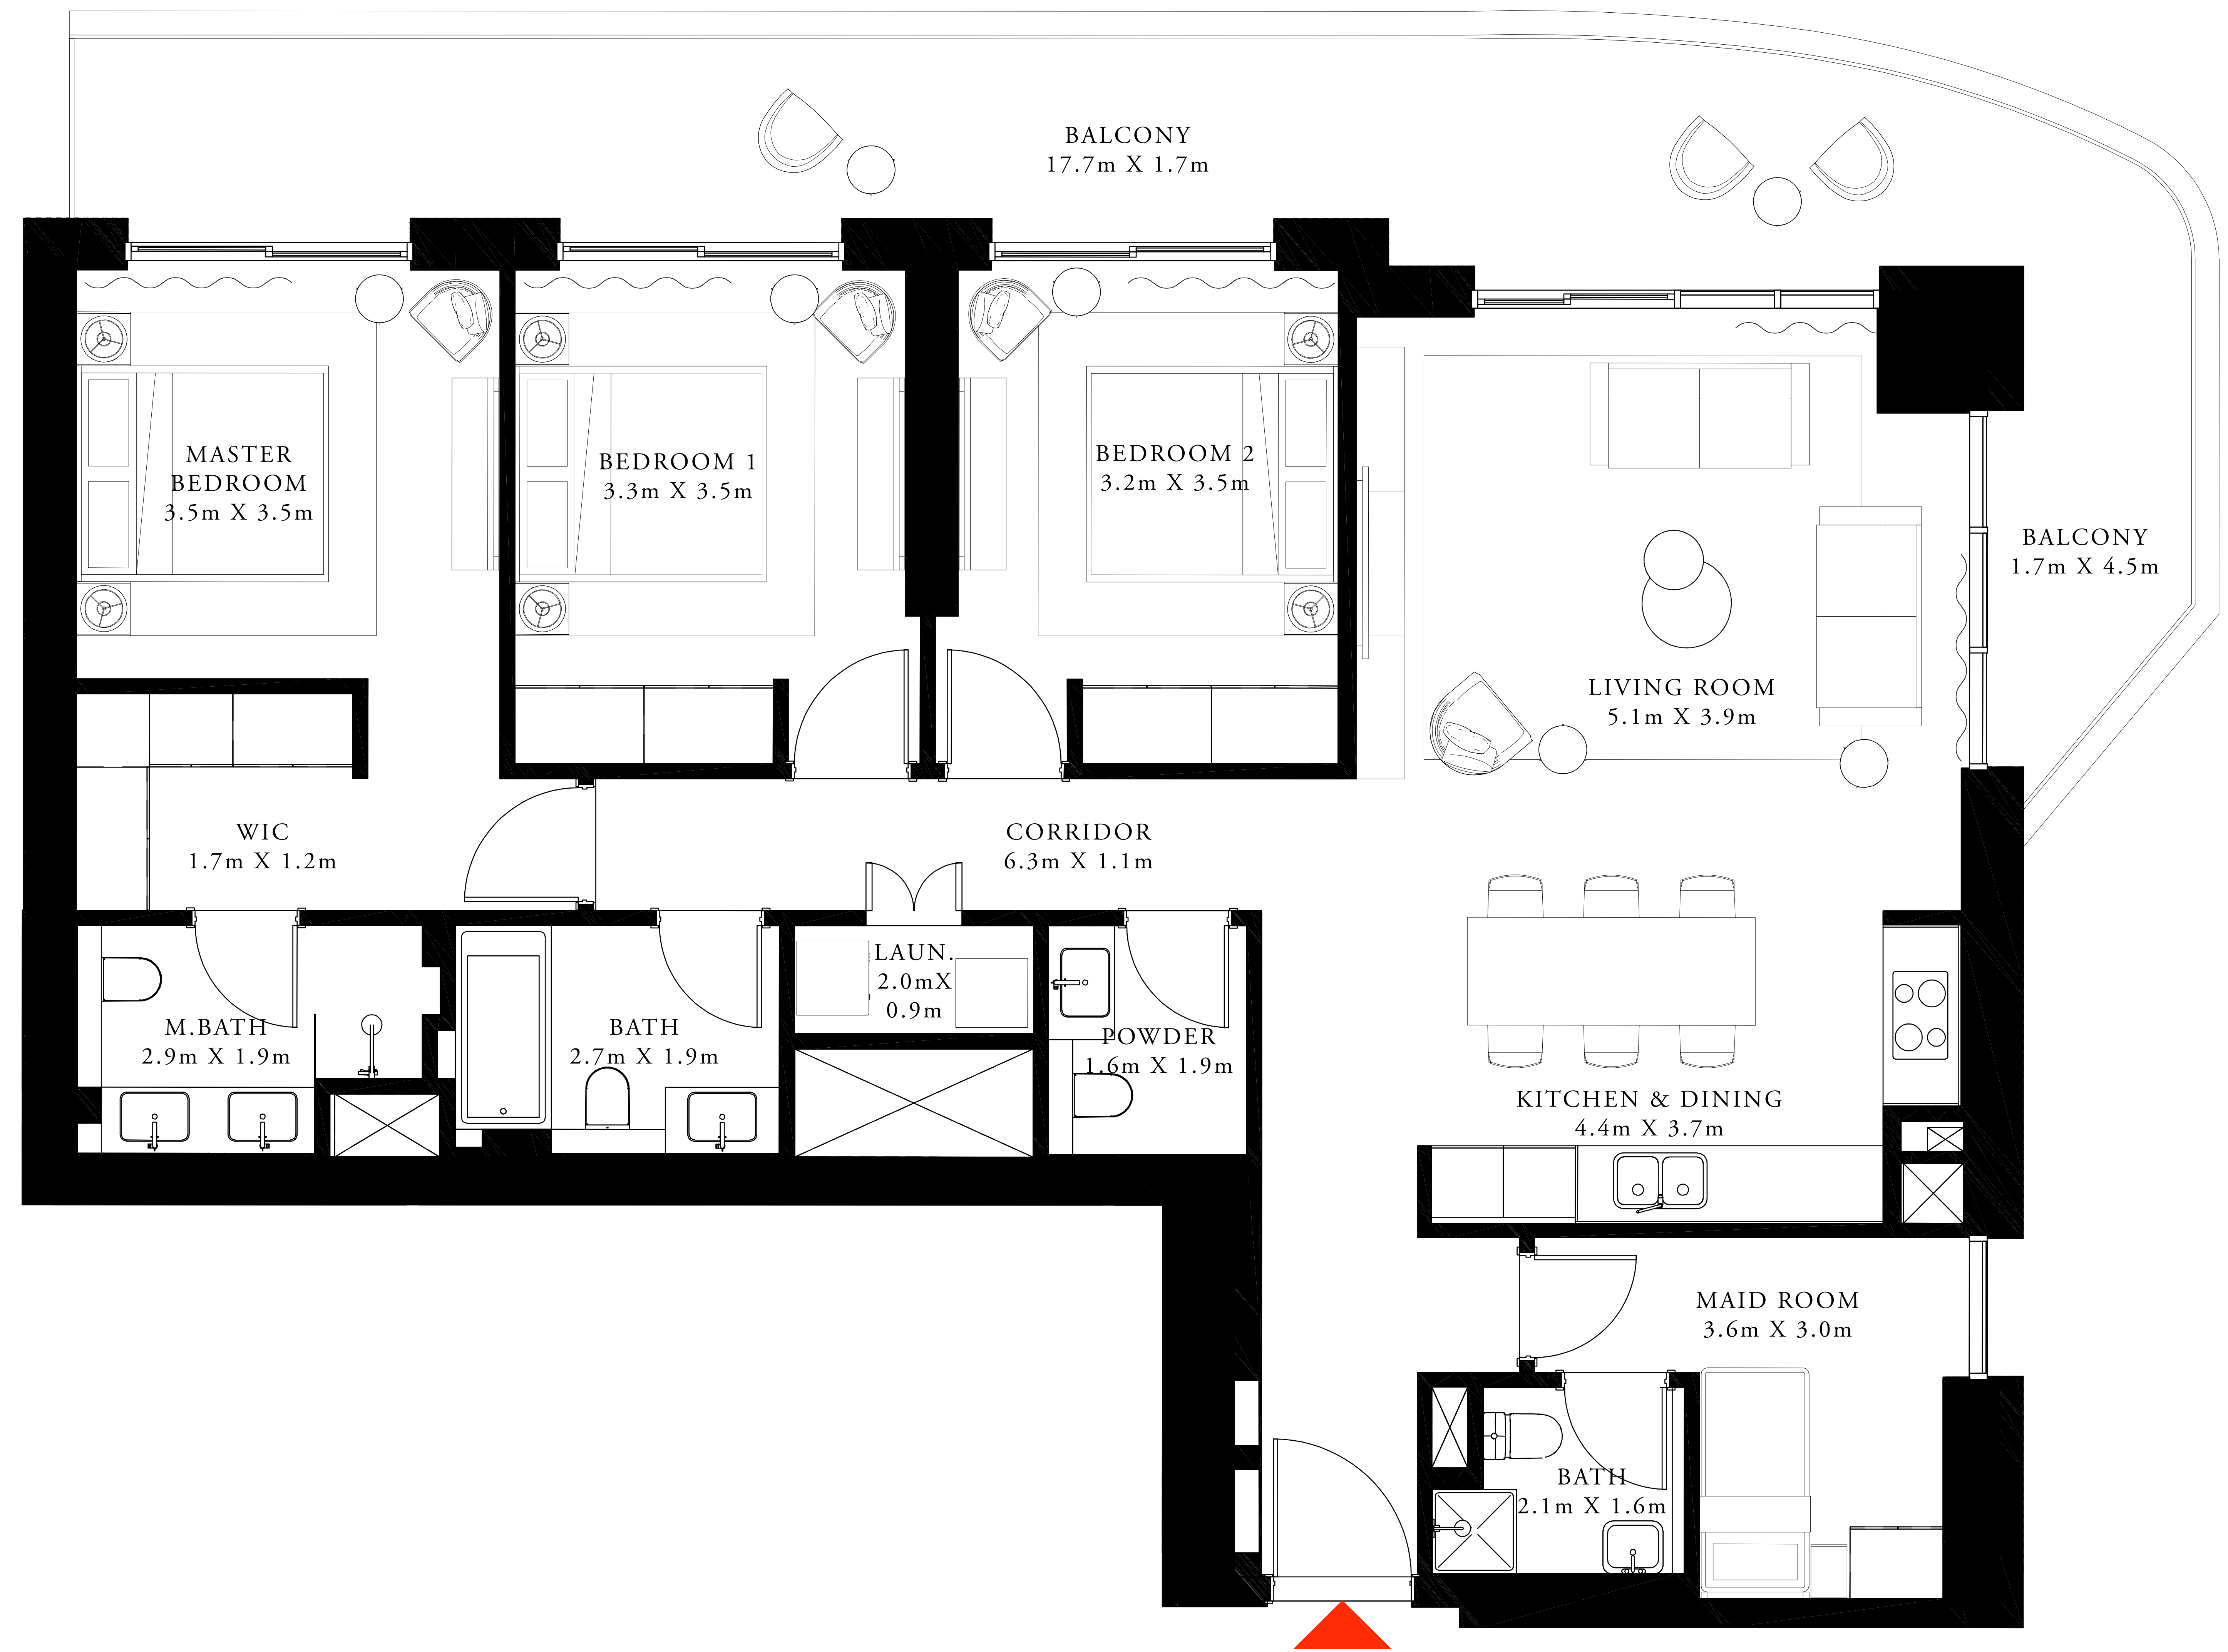 BALCONY
17.7m X 1.7m
MASTER
BEDROOM
3.5m X 3.5m
BEDROOM 1
3.3m X 3.5m
BEDROOM 2
3.2m X 3.5m
BALCONY
1.7m X 4.5m
LIVING ROOM
5.1m X 3.9m
WIC
1.7m X 1.2m
CORRIDOR
6.3m X 1.1m
LAUN.
2.0mX
0.9m
M.BATH
2.9m X 1.9m
BATH
2.7m X 1.9m
POWDER
1.6m X 1.9m
KITCHEN & DINING
4.4m X 3.7m
MAID ROOM
3.6m X 3.0m
BATH
2.1m X 1.6m